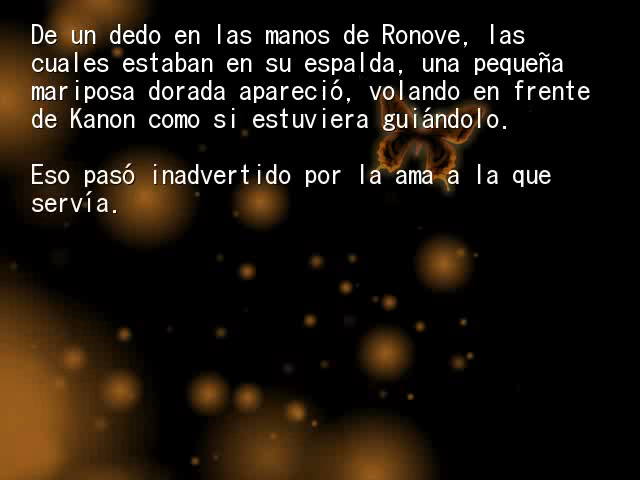 De un dedo en las manos de Ronove, las
cuales estaban en su espalda, una pequeña
mariposa dorada apareció, volando en frente
de Kanon como si estuviera guiándolo.
Eso pasó inadvertido por la ama a la que
servía.